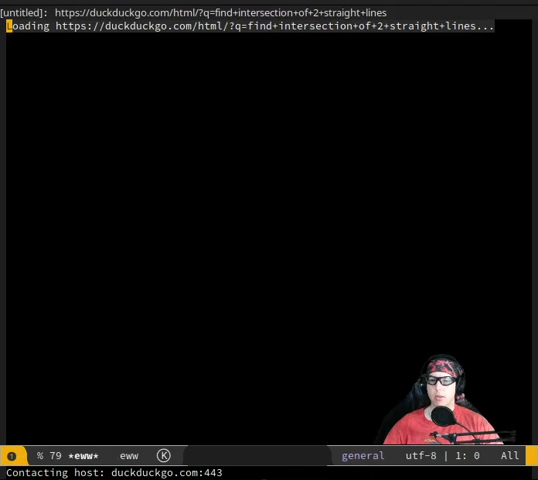 [untitled]: https://duckduckgo.com/html/?q=find+intersection+of+2+straight+lines
Loading https://duckduckgo.com/html/?q=find+intersection+of+2+straight+lines...
1 % 79 *eww* eww K general utf-8 | 1: 0 All
Contacting host: duckduckgo.com:443